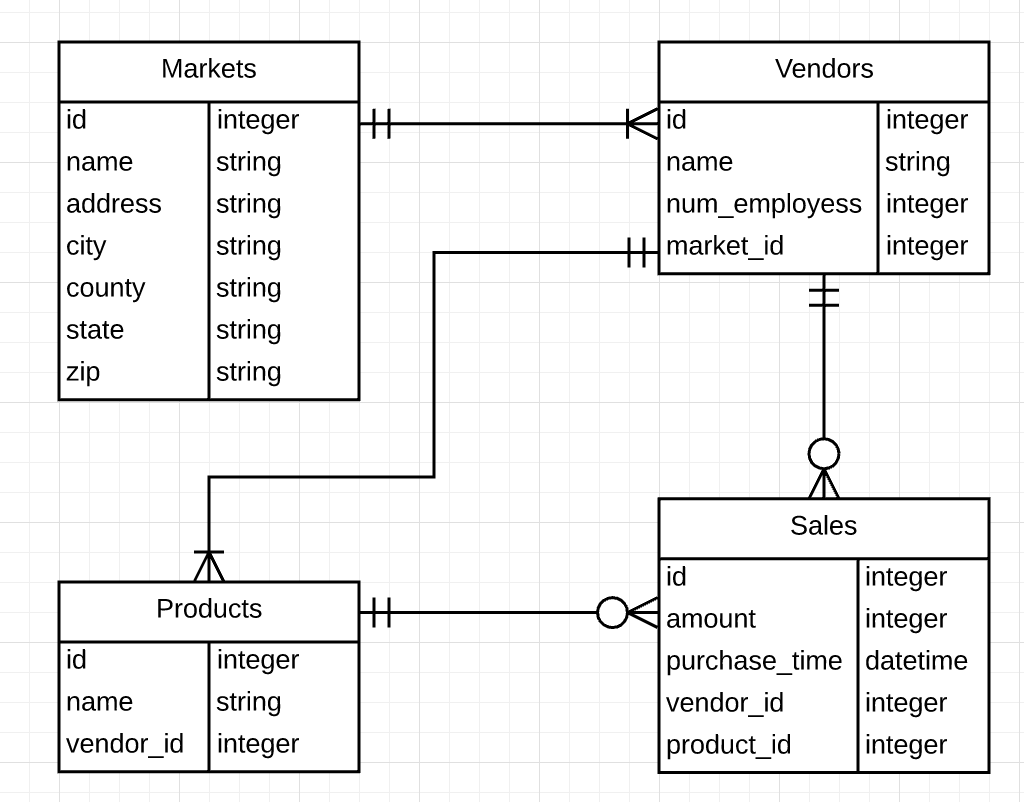 Markets
id integer
name string
address string
city string
county string
state string
zip string
Vendors
id integer
name string
num_employess integer
market_id integer
Products
id integer
name string
vendor_id integer
Sales
id integer
amount integer
purchase_time datetime
vendor_id integer
product_id integer